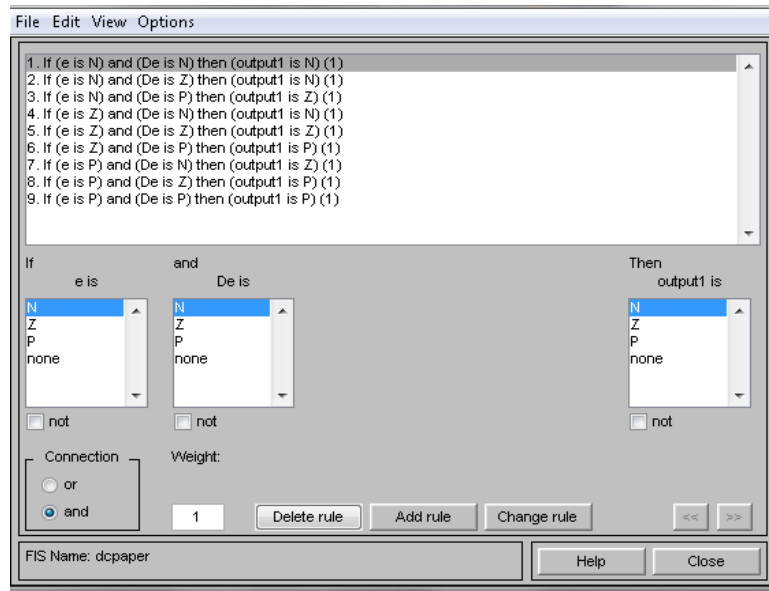 File Edit View Options
1. If (e is N) and (De is N) then (output1 is N) (1)
2. If (e is N) and (De is Z) then (output1 is N) (1)
3. If (e is N) and (De is P) then (output1 is Z) (1)
4. If (e is Z) and (De is N) then (output1 is N) (1)
5. If (e is Z) and (De is Z) then (output1 is Z) (1)
6. If (e is Z) and (De is P) then (output1 is P) (1)
7. If (e is P) and (De is N) then (output1 is Z) (1)
8. If (e is P) and (De is Z) then (output1 is P) (1)
9. If (e is P) and (De is P) then (output1 is P) (1)
If and Then
e is De is output1 is
N N N
Z Z Z
P P P
none none none
not not not
Connection Weight:
or
and 1 Delete rule Add rule Change rule << >>
FIS Name: dcpaper Help Close